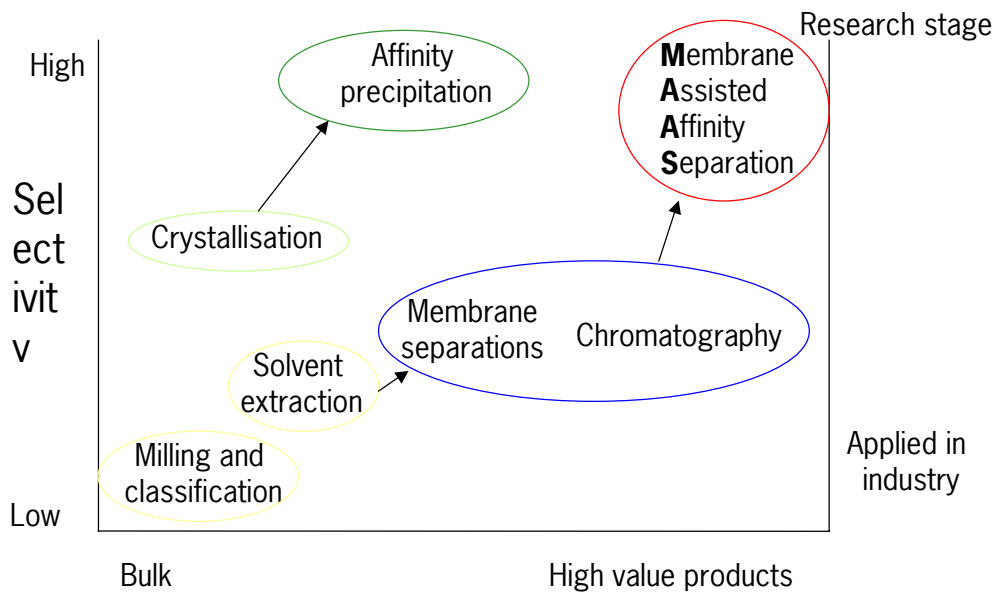 Research stage
High
Affinity
precipitation
Membrane
Assisted
Affinity
Separation
Sel
ect
ivit
v
Crystallisation
Membrane
separations
Chromatography
Solvent
extraction
Milling and
classification
Applied in
industry
Low
Bulk
High value products